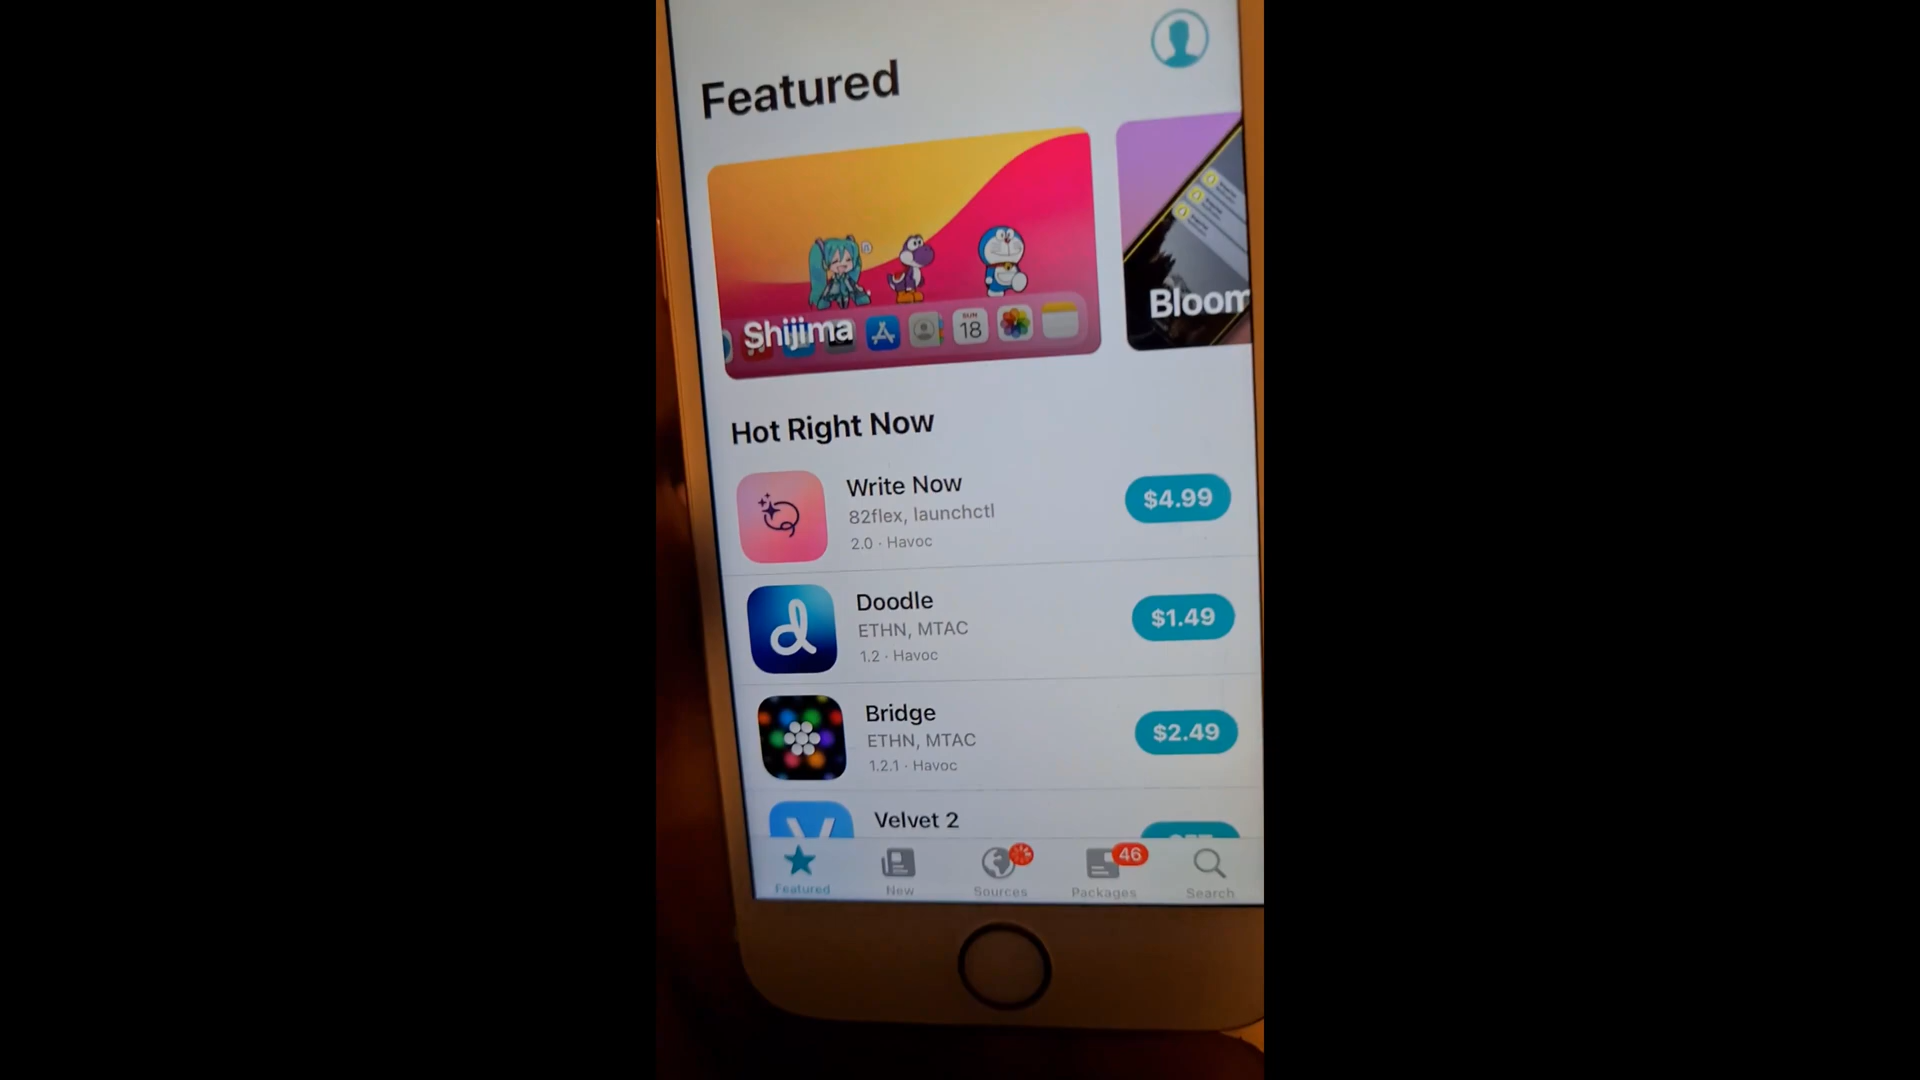 Featured
Shijima
SUN
18
Bloom
Hot Right Now
Write Now
82flex, launchctl
2.0 · Havoc
$4.99
Doodle
ETHN, MTAC
1.2 · Havoc
$1.49
Bridge
ETHN, MTAC
1.2.1 · Havoc
$2.49
Velvet 2
Featured
New
Sources
46
Packages
Search